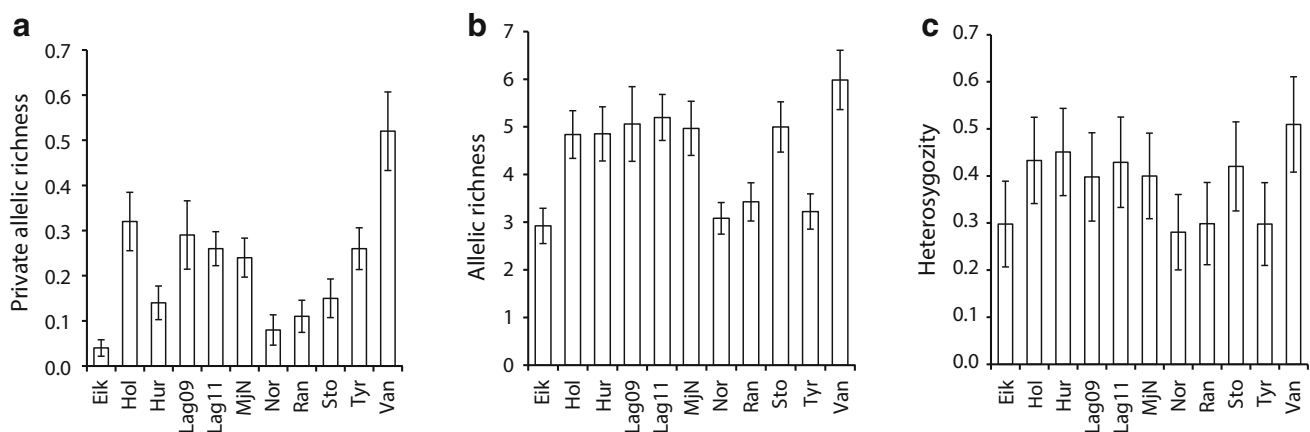 a
Private allelic richness
0.7
0.6
0.5
0.4
0.3
0.2
0.1
0.0
Eik Hol Hur Lag09 Lag11 MjN Nor Ran Sto Tyr Van
b
Allelic richness
7
6
5
4
3
2
1
0
Eik Hol Hur Lag09 Lag11 MjN Nor Ran Sto Tyr Van
c
Heterosygozity
0.7
0.6
0.5
0.4
0.3
0.2
0.1
0.0
Eik Hol Hur Lag09 Lag11 MjN Nor Ran Sto Tyr Van